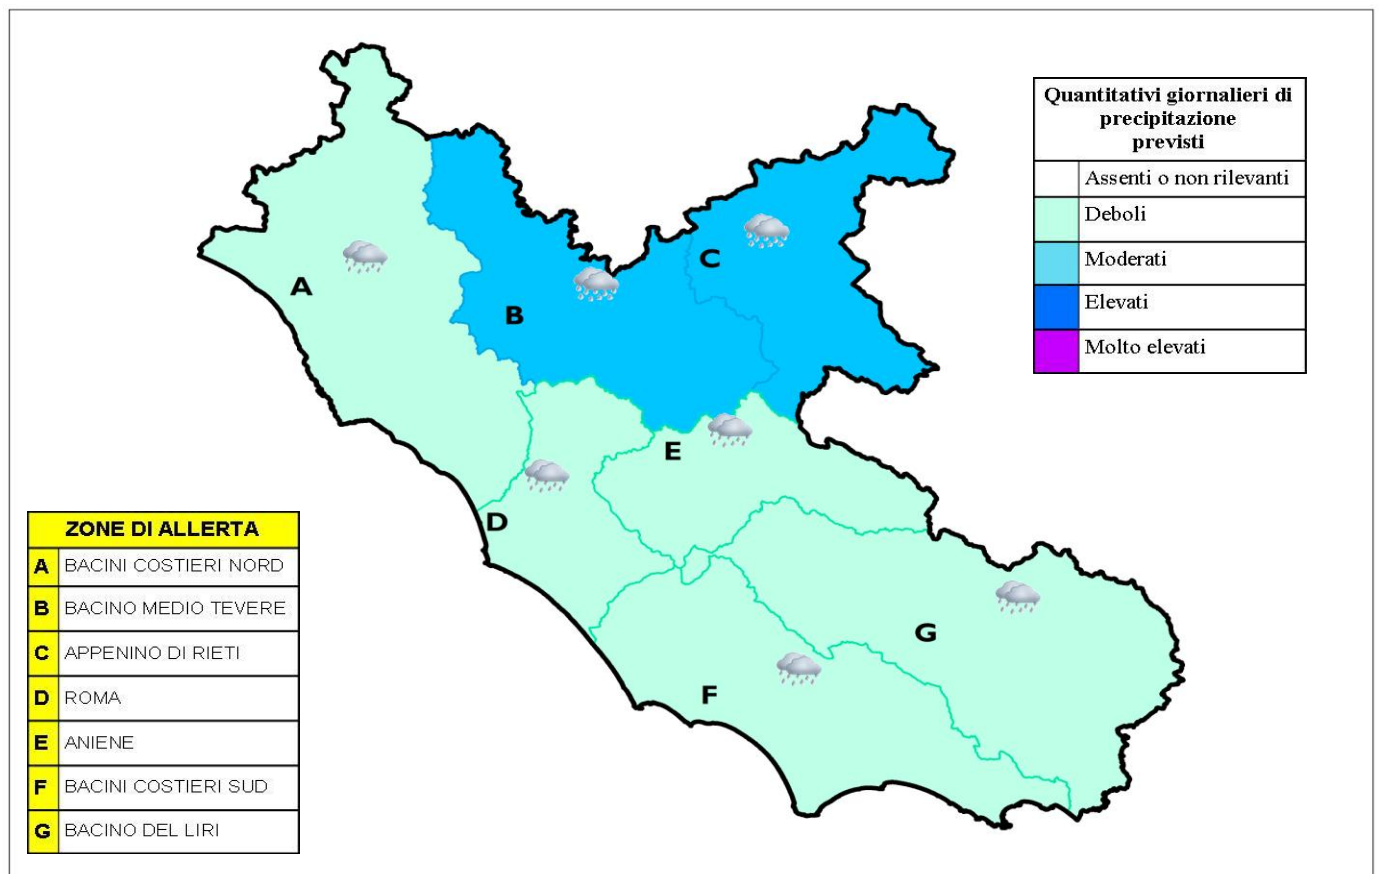 Quantitativi giornalieri di
precipitazione
previsti
Assenti o non rilevanti
Deboli
Moderati
Elevati
Molto elevati
A
B
C
D
E
F
G
ZONE DI ALLERTA
A BACINI COSTIERI NORD
B BACINO MEDIO TEVERE
C APPENINO DI RIETI
D ROMA
E ANIENE
F BACINI COSTIERI SUD
G BACINO DEL LIRI